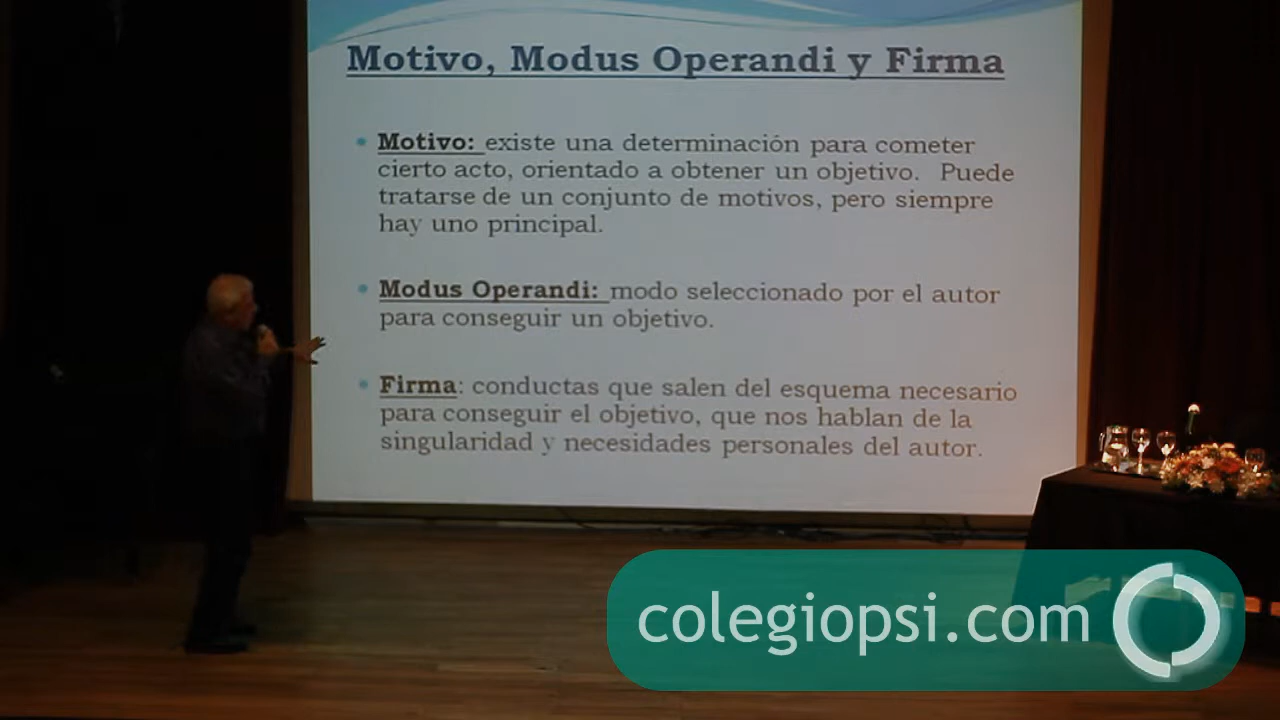 Motivo, Modus Operandi y Firma
• Motivo: existe una determinación para cometer
cierto acto, orientado a obtener un objetivo. Puede
tratarse de un conjunto de motivos, pero siempre
hay uno principal.
• Modus Operandi: modo seleccionado por el autor
para conseguir un objetivo.
• Firma: conductas que salen del esquema necesario
para conseguir el objetivo, que nos hablan de la
singularidad y necesidades personales del autor.
colegiopsi.com